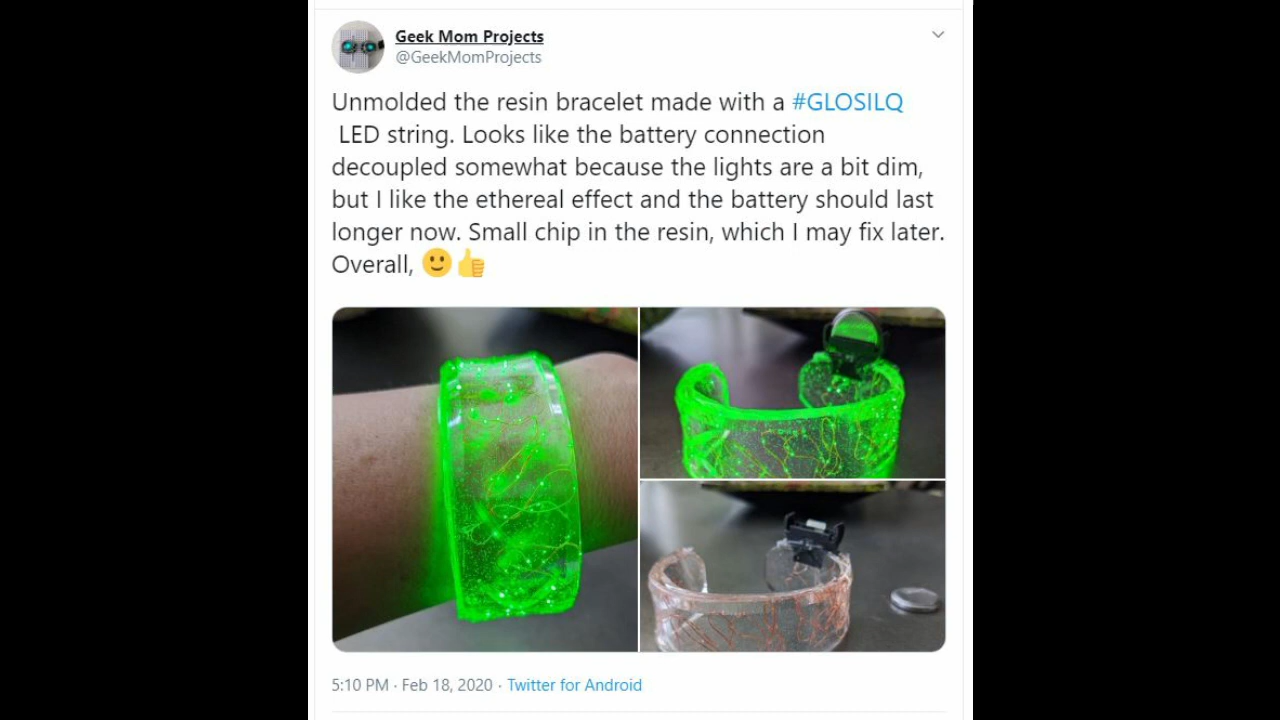 Geek Mom Projects
@GeekMomProjects
Unmolded the resin bracelet made with a #GLOSILQ
LED string. Looks like the battery connection
decoupled somewhat because the lights are a bit dim,
but I like the ethereal effect and the battery should last
longer now. Small chip in the resin, which I may fix later.
Overall, 🙂👍
5:10 PM · Feb 18, 2020 · Twitter for Android